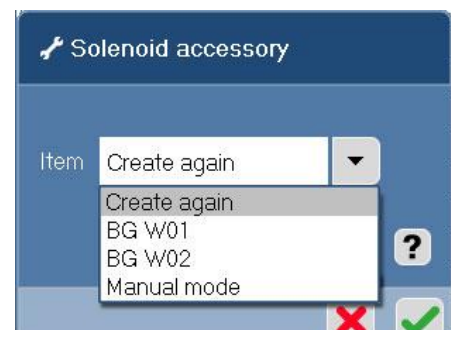 Solenoid accessory
Item Create again
Create again
BG W01
BG W02
Manual mode
?